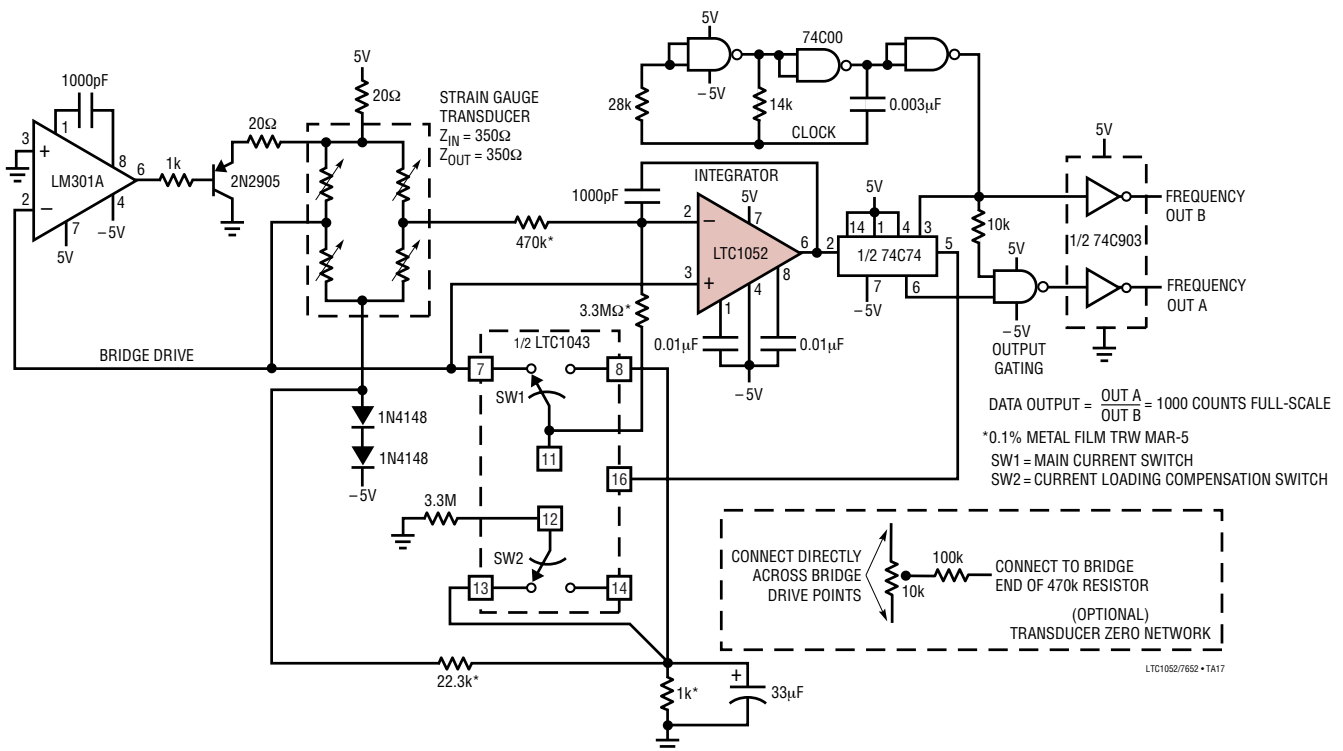 5V
74C00
-5V
28k
14k
0.003µF
CLOCK
1000pF
3
+
LM301A
2
−
1
8
6
7
4
5V
-5V
1k
2N2905
20Ω
5V
20Ω
STRAIN GAUGE
TRANSDUCER
ZIN = 350Ω
ZOUT = 350Ω
470k*
1000pF
INTEGRATOR
2
−
3
+
LTC1052
5V
7
6
8
4
1
3.3MΩ*
0.01µF
0.01µF
-5V
5V
14
1
4
3
2
1/2 74C74
5
7
6
-5V
10k
5V
-5V
OUTPUT
GATING
5V
1/2 74C903
FREQUENCY
OUT B
FREQUENCY
OUT A
BRIDGE DRIVE
1N4148
1N4148
-5V
1/2 LTC1043
7
8
SW1
11
16
3.3M
12
SW2
13
14
22.3k*
1k*
+
33µF
DATA OUTPUT = OUT A / OUT B = 1000 COUNTS FULL-SCALE
*0.1% METAL FILM TRW MAR-5
SW1 = MAIN CURRENT SWITCH
SW2 = CURRENT LOADING COMPENSATION SWITCH
CONNECT DIRECTLY
ACROSS BRIDGE
DRIVE POINTS
10k
100k
CONNECT TO BRIDGE
END OF 470k RESISTOR
(OPTIONAL)
TRANSDUCER ZERO NETWORK
LTC1052/7652 • TA17